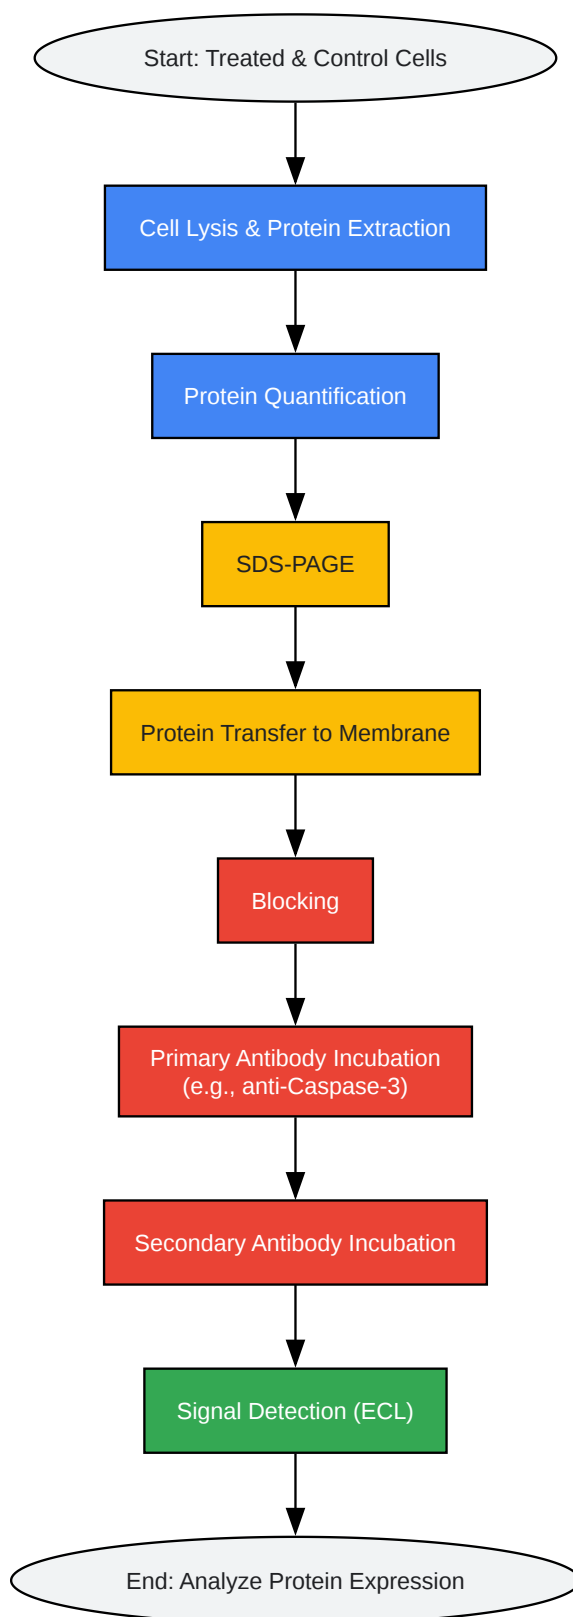 Start: Treated & Control Cells
Cell Lysis & Protein Extraction
Protein Quantification
SDS-PAGE
Protein Transfer to Membrane
Blocking
Primary Antibody Incubation
(e.g., anti-Caspase-3)
Secondary Antibody Incubation
Signal Detection (ECL)
End: Analyze Protein Expression